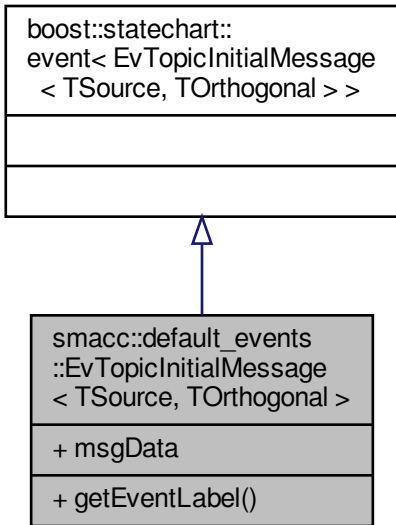 boost::statechart::
event< EvTopicInitialMessage
< TSource, TOrthogonal > >
smacc::default_events
::EvTopicInitialMessage
< TSource, TOrthogonal >
+ msgData
+ getEventLabel()